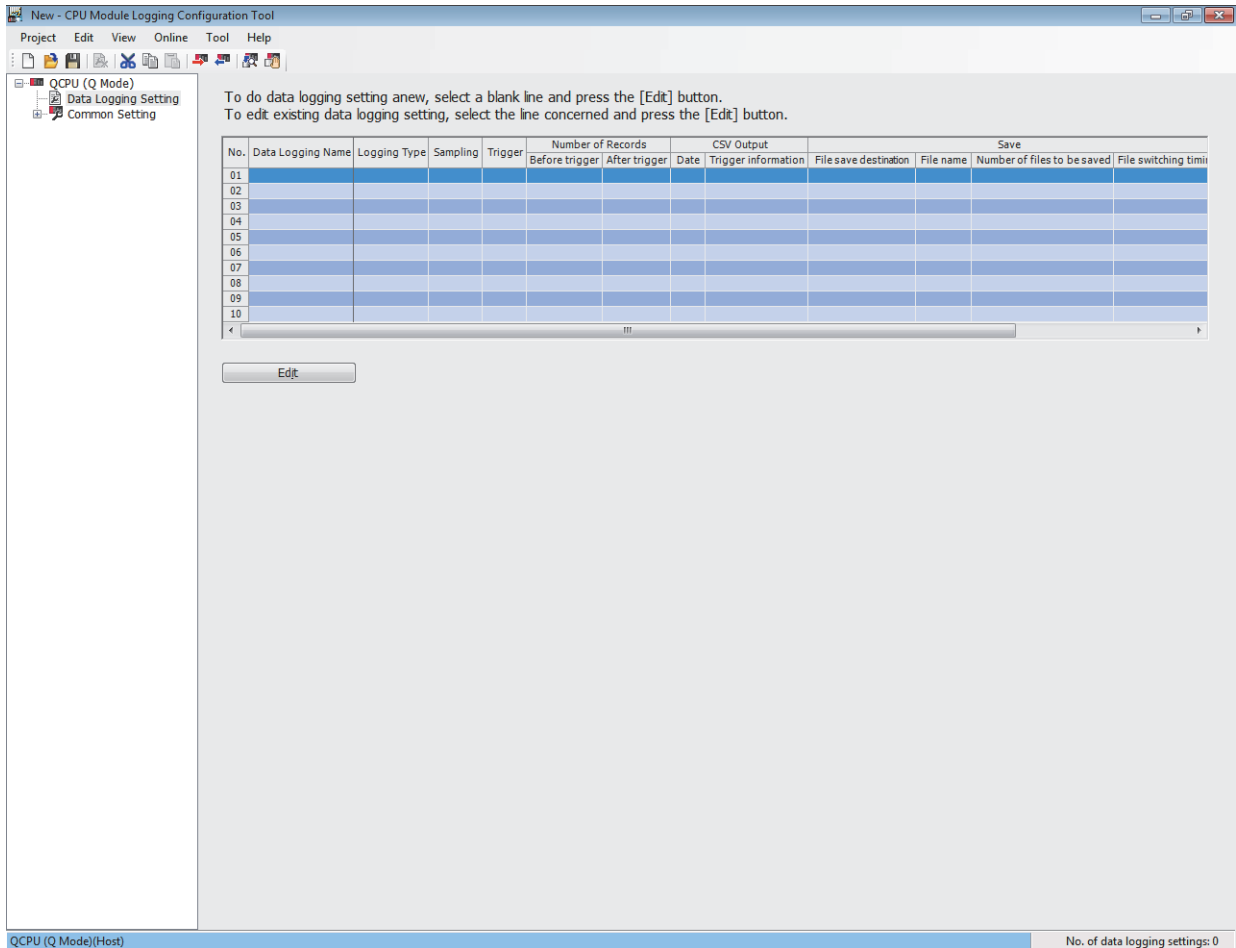 New - CPU Module Logging Configuration Tool
Project Edit View Online Tool Help
QCPU (Q Mode)
Data Logging Setting
Common Setting
To do data logging setting anew, select a blank line and press the [Edit] button.
To edit existing data logging setting, select the line concerned and press the [Edit] button.
No. Data Logging Name Logging Type Sampling Trigger Number of Records CSV Output Save
Before trigger After trigger Date Trigger information File save destination File name Number of files to be saved File switching timin
01
02
03
04
05
06
07
08
09
10
Edit
QCPU (Q Mode)(Host) No. of data logging settings: 0